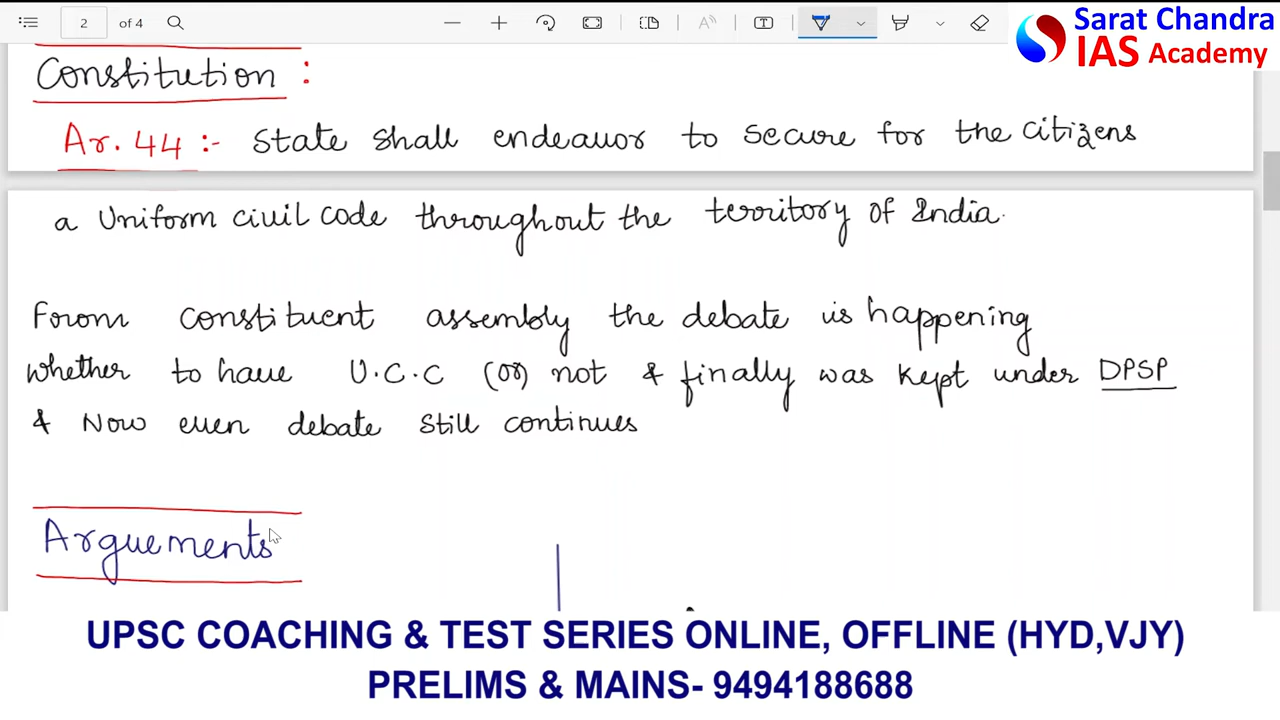 2 of 4
Sarat Chandra
IAS Academy
Constitution :
Ar. 44 :- State shall endeavor to secure for the citizens
a Uniform civil code throughout the territory of India.
From constituent assembly the debate is happening
whether to have U.C.C (or) not & finally was kept under DPSP
& Now even debate still continues
Arguements
UPSC COACHING & TEST SERIES ONLINE, OFFLINE (HYD,VJY)
PRELIMS & MAINS- 9494188688